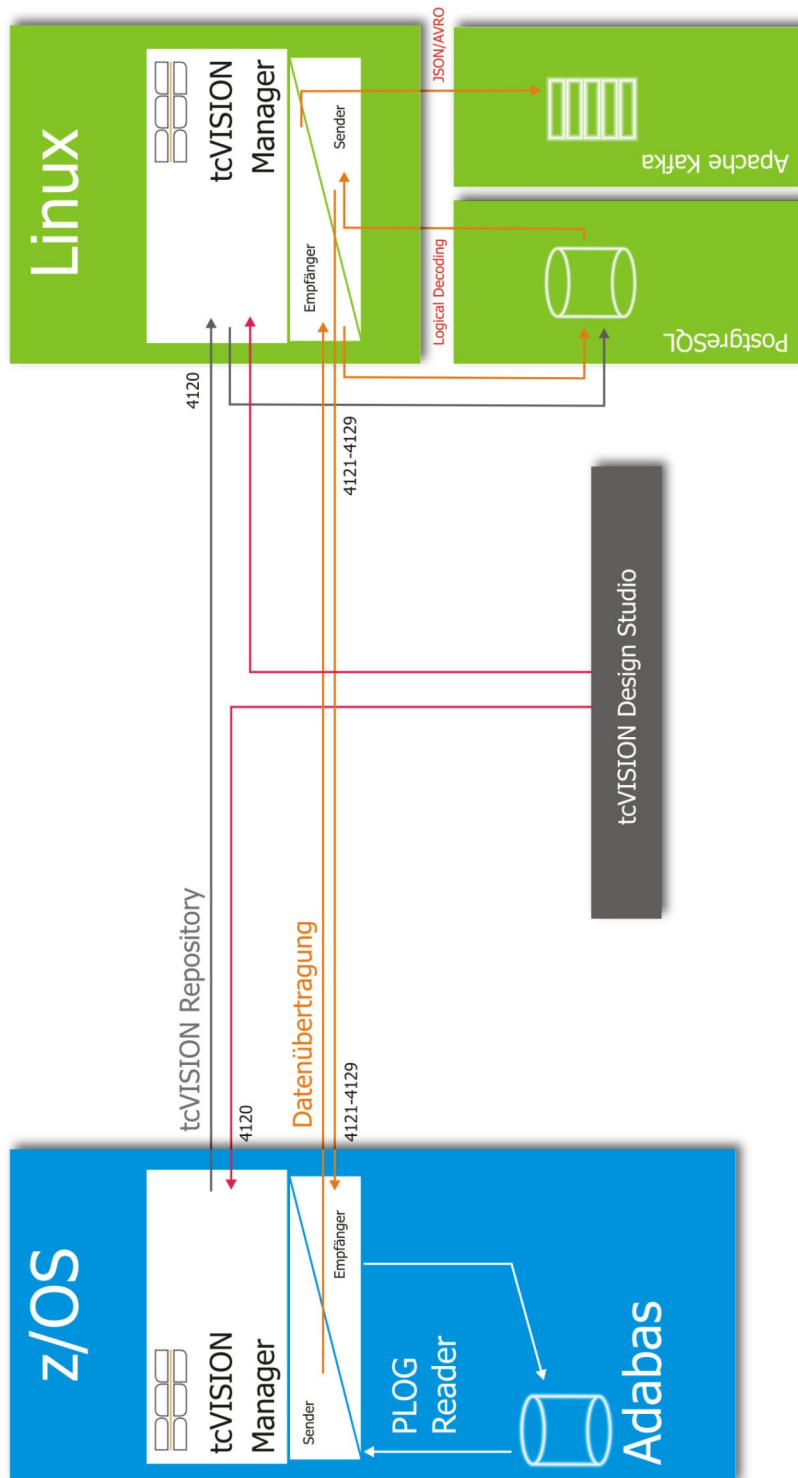 z/OS
tcVISION
Manager
Sender
Empfänger
PLOG
Reader
Adabas
tcVISION Repository
4120
Datenübertragung
4121-4129
tcVISION Design Studio
Linux
4120
tcVISION
Manager
Empfänger
Sender
4121-4129
Logical Decoding
JSON/AVRO
PostgreSQL
Apache Kafka